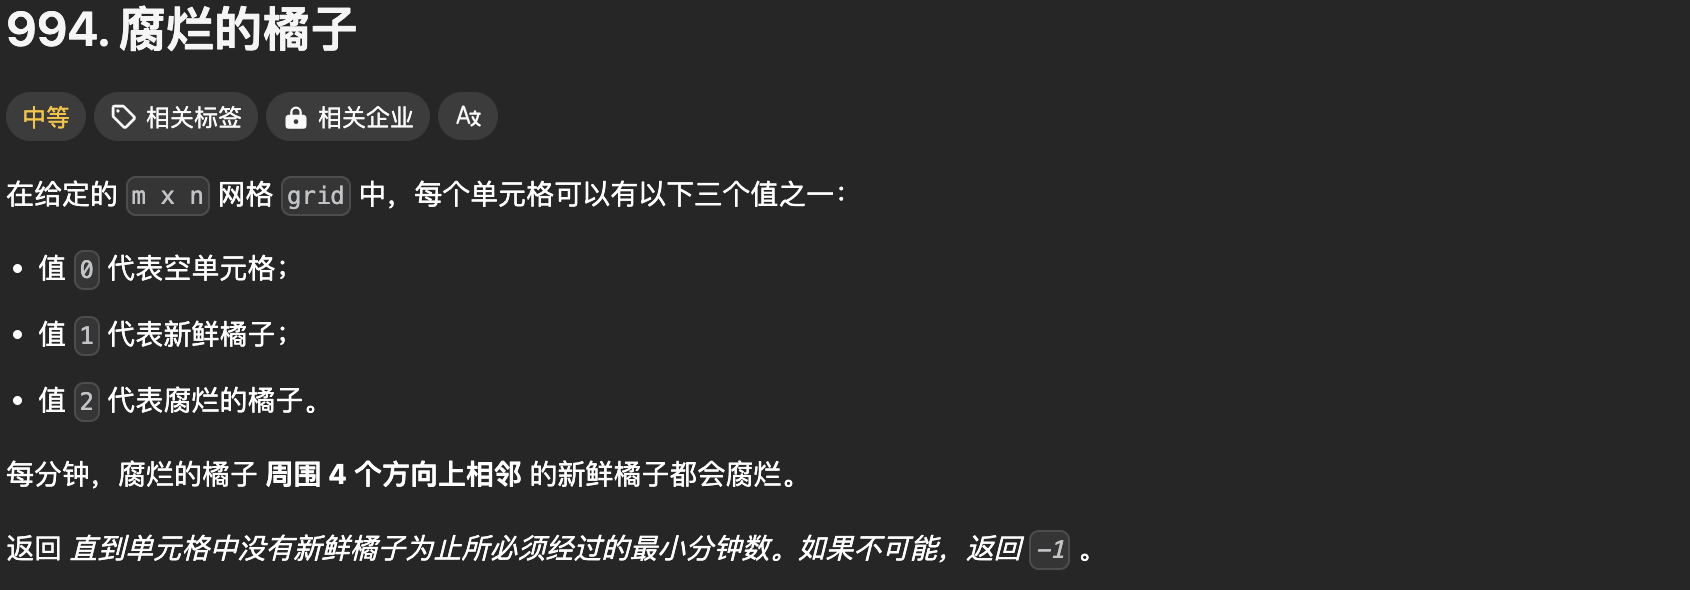 994. 腐烂的橘子
中等 相关标签 相关企业 A文
在给定的 m x n 网格 grid 中，每个单元格可以有以下三个值之一：
• 值 0 代表空单元格；
• 值 1 代表新鲜橘子；
• 值 2 代表腐烂的橘子。
每分钟，腐烂的橘子 周围 4 个方向上相邻 的新鲜橘子都会腐烂。
返回 直到单元格中没有新鲜橘子为止所必须经过的最小分钟数。如果不可能，返回 -1 。